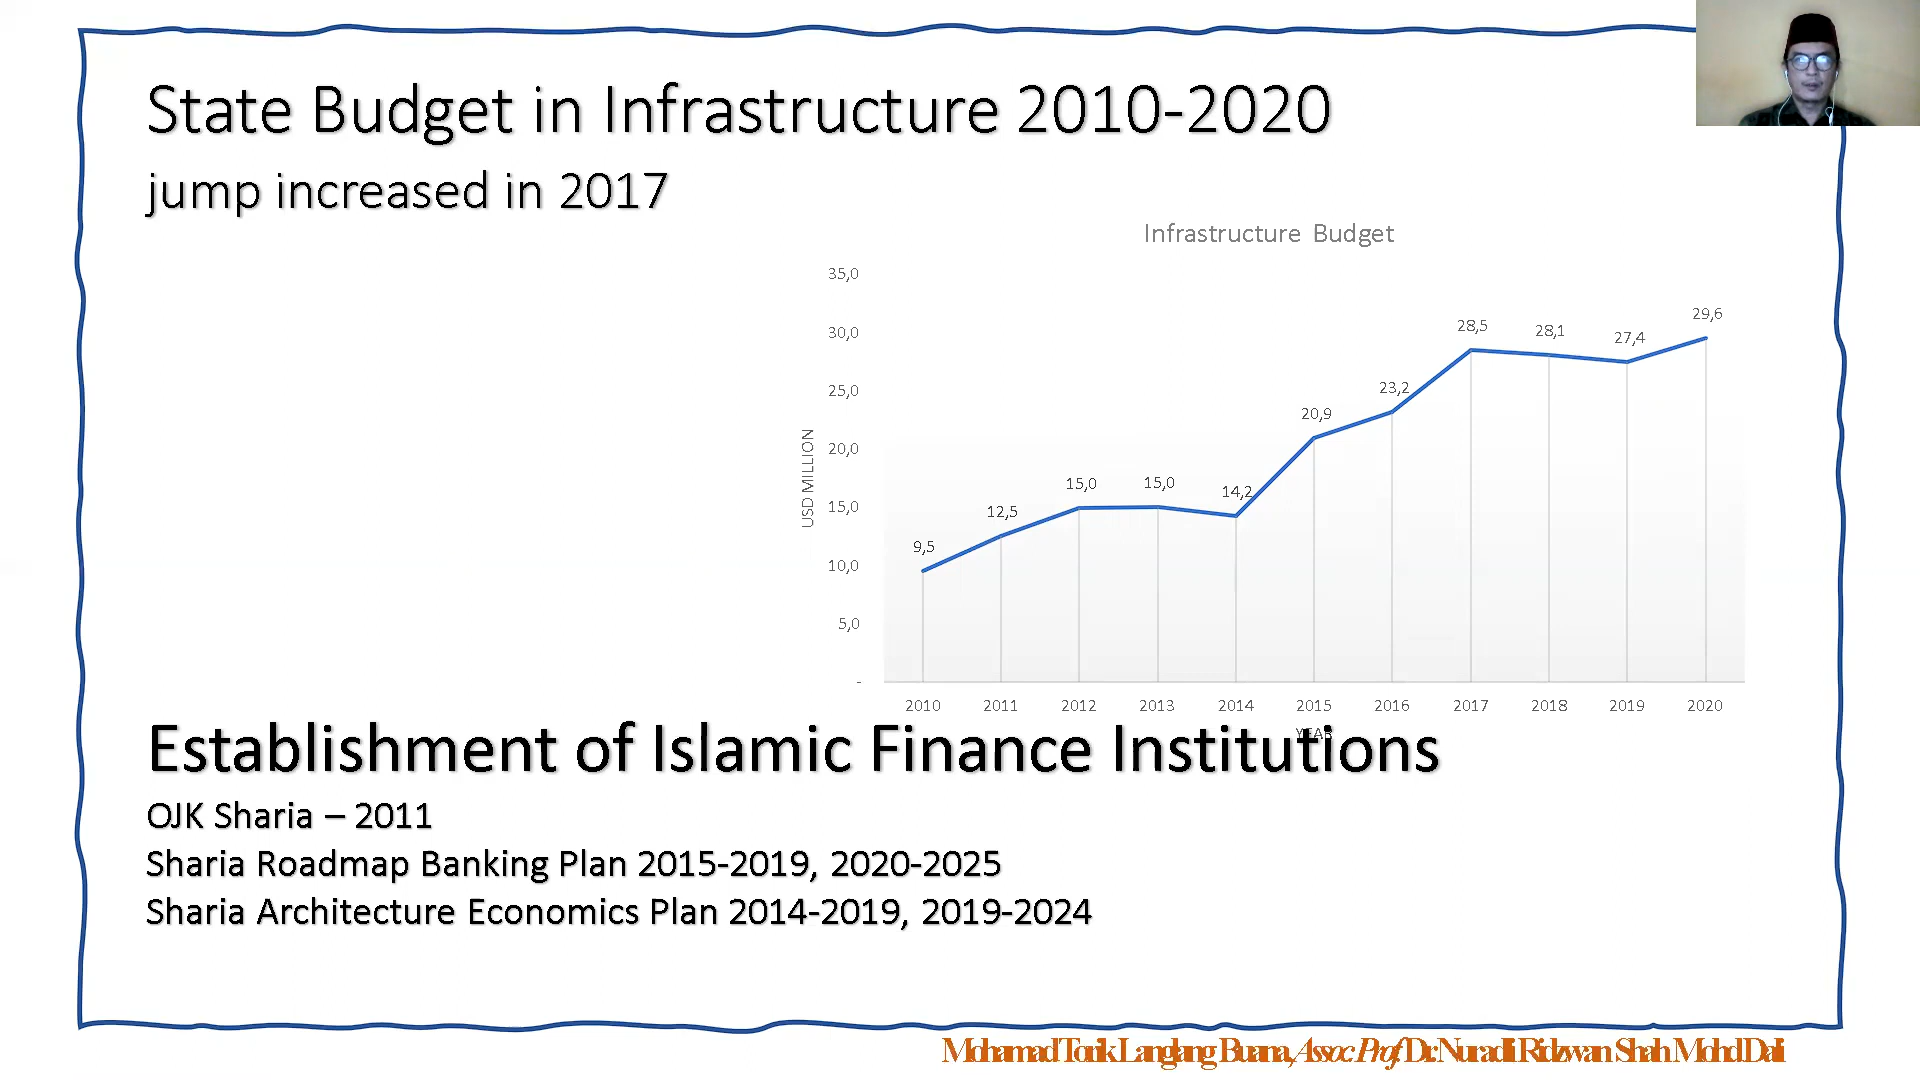 State Budget in Infrastructure 2010-2020
jump increased in 2017
Infrastructure Budget
35,0
30,0
25,0
20,0
15,0
10,0
5,0
-
USD MILLION
9,5
12,5
15,0
15,0
14,2
20,9
23,2
28,5
28,1
27,4
29,6
2010 2011 2012 2013 2014 2015 2016 2017 2018 2019 2020
YEAR
Establishment of Islamic Finance Institutions
OJK Sharia – 2011
Sharia Roadmap Banking Plan 2015-2019, 2020-2025
Sharia Architecture Economics Plan 2014-2019, 2019-2024
Mohamad Torik Langlang Buana, Assoc Prof. Dr. Nuradli Ridzwan Shah Mohd Dali